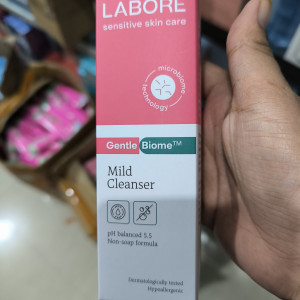 LABORÉ
sensitive skin care
microbiome
technology
Gentle Biome™
Mild
Cleanser
pH balanced 5.5
Non-soap formula
Dermatologically tested
Hypoallergenic